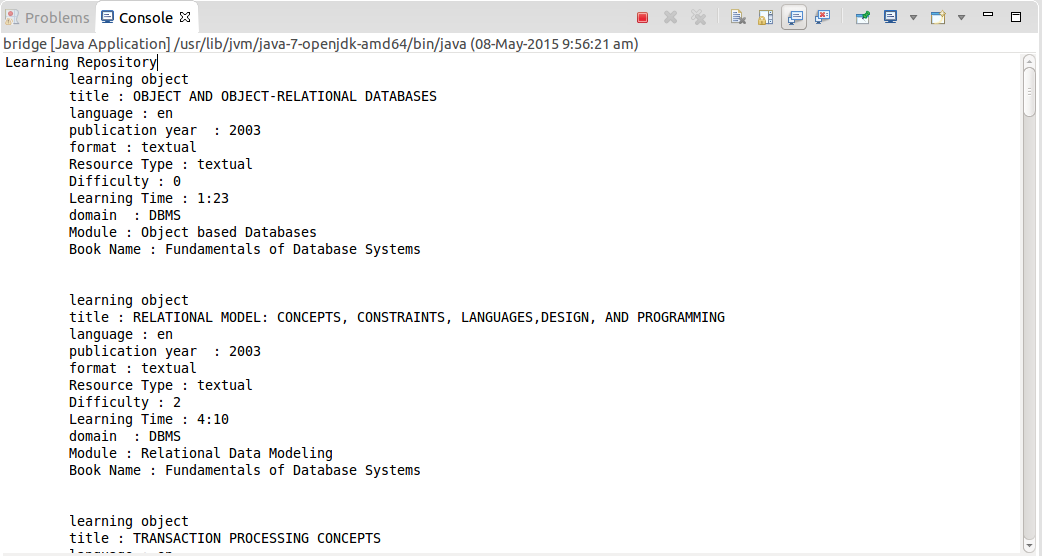 Problems Console
bridge [Java Application] /usr/lib/jvm/java-7-openjdk-amd64/bin/java (08-May-2015 9:56:21 am)
Learning Repository
learning object
title : OBJECT AND OBJECT-RELATIONAL DATABASES
language : en
publication year  : 2003
format : textual
Resource Type : textual
Difficulty : 0
Learning Time : 1:23
domain  : DBMS
Module : Object based Databases
Book Name : Fundamentals of Database Systems
learning object
title : RELATIONAL MODEL: CONCEPTS, CONSTRAINTS, LANGUAGES,DESIGN, AND PROGRAMMING
language : en
publication year  : 2003
format : textual
Resource Type : textual
Difficulty : 2
Learning Time : 4:10
domain  : DBMS
Module : Relational Data Modeling
Book Name : Fundamentals of Database Systems
learning object
title : TRANSACTION PROCESSING CONCEPTS
language : en